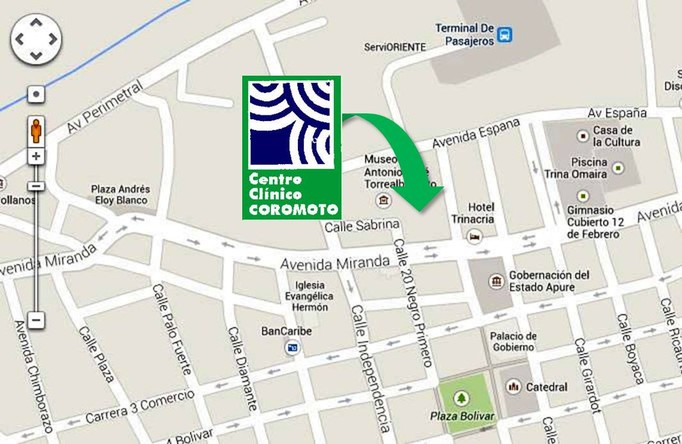 Terminal De
Pasajeros
ServiORIENTE
Av Perimetral
Av España
Avenida Espana
Casa de
la Cultura
Piscina
Trina Omaira
Gimnasio
Cubierto 12
de Febrero
Centro
Clínico
COROMOTO
Museo
Antonio
Plaza Andrés
Eloy Blanco
Hotel
Trinacria
Calle Sabrina
Avenida
Avenida Miranda
Calle 20 Negro Primero
Gobernación del
Estado Apure
Iglesia
Evangélica
Hermón
BanCaribe
Palacio de
Gobierno
Catedral
Plaza Bolivar
Avenida Chimborazo
Calle Plaza
Calle Palo Fuerte
Calle Diamante
Calle Independencia
Calle Girardot
Calle Boyaca
Carrera 3 Comercio
4 Bolivar